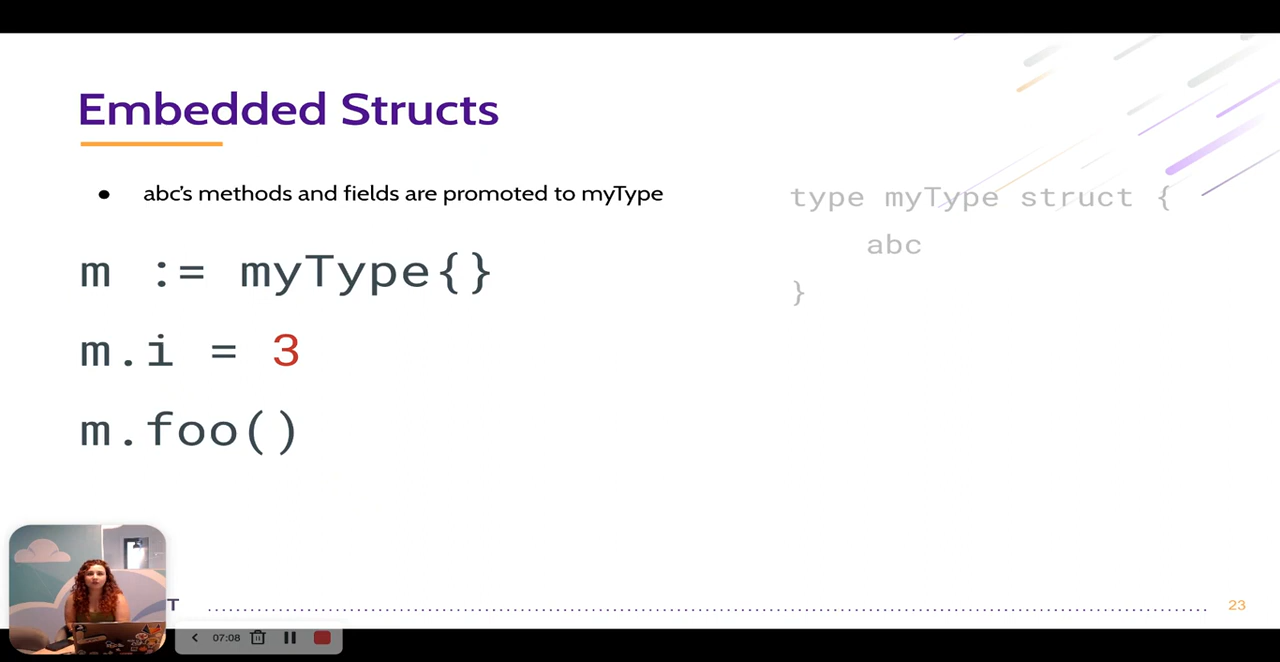 Embedded Structs
● abc's methods and fields are promoted to myType
m := myType{}
m.i = 3
m.foo()
type myType struct {
abc
}
T
23
07:08